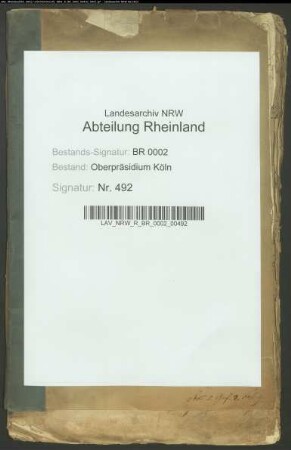 Landesarchiv NRW
Abteilung Rheinland
Bestands-Signatur: BR 0002
Bestand: Oberpräsidium Köln
Signatur: Nr. 492
LAV_NRW_R_BR_0002_00492